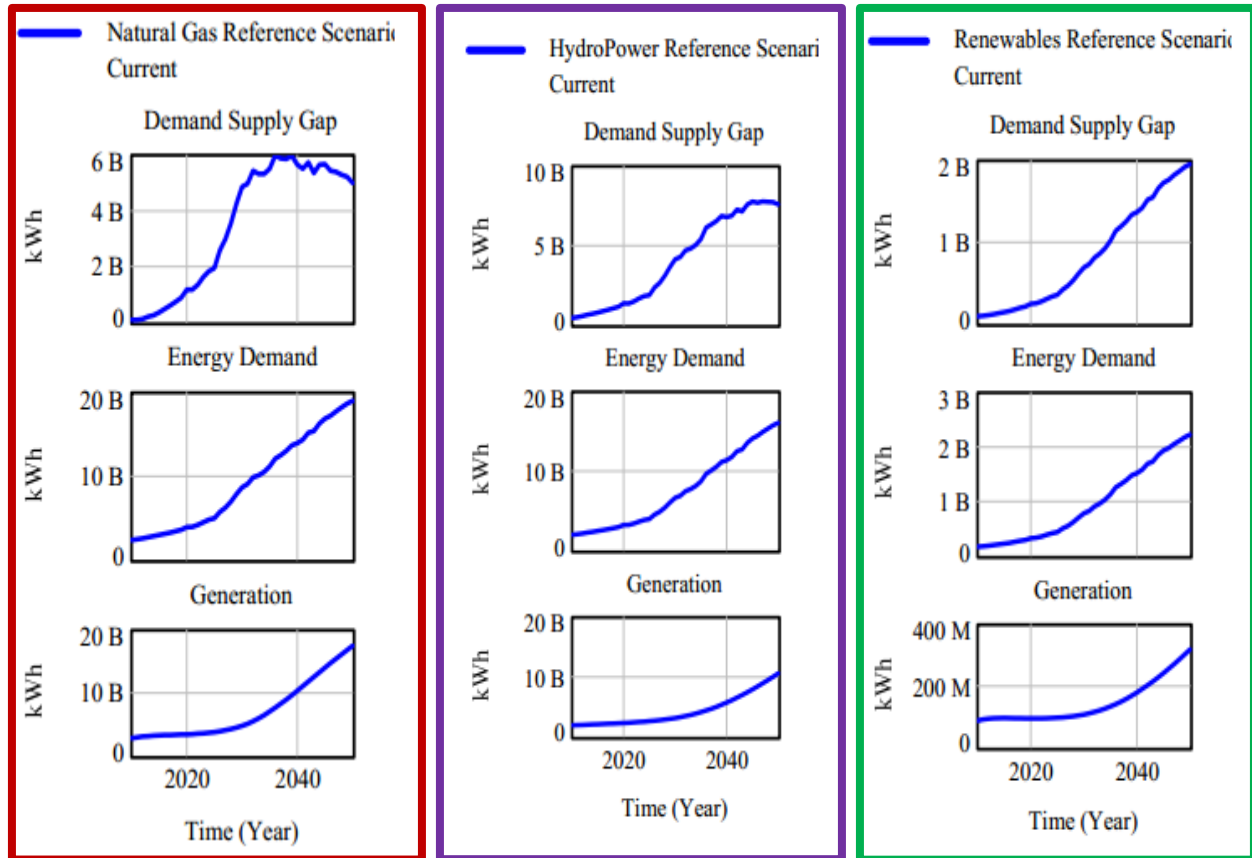 Natural Gas Reference Scenari
Current
Demand Supply Gap
6 B
4 B
2 B
0
kWh
Energy Demand
20 B
10 B
0
kWh
Generation
20 B
10 B
0
kWh
2020 2040
Time (Year)
HydroPower Reference Scenari
Current
Demand Supply Gap
10 B
5 B
0
kWh
Energy Demand
20 B
10 B
0
kWh
Generation
20 B
10 B
0
kWh
2020 2040
Time (Year)
Renewables Reference Scenari
Current
Demand Supply Gap
2 B
1 B
0
kWh
Energy Demand
3 B
2 B
1 B
0
kWh
Generation
400 M
200 M
0
kWh
2020 2040
Time (Year)